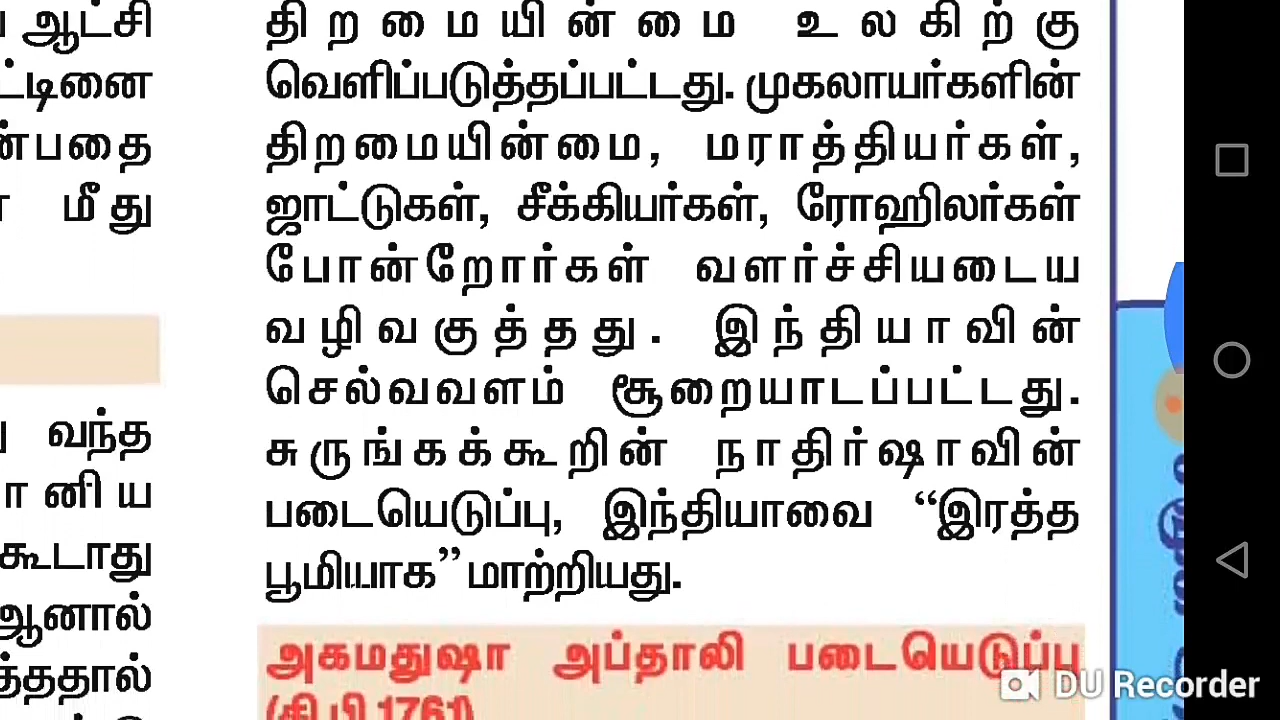 ஆட்சி
ட்டினை
ன்பதை
மீது
வந்த
ானிய
கூடாது
ஆனால்
த்ததால்
திறமையின்மை உலகிற்கு
வெளிப்படுத்தப்பட்டது. முகலாயர்களின்
திறமையின்மை, மராத்தியர்கள்,
ஜாட்டுகள், சீக்கியர்கள், ரோஹிலர்கள்
போன்றோர்கள் வளர்ச்சியடைய
வழிவகுத்தது. இந்தியாவின்
செல்வவளம் சூறையாடப்பட்டது.
சுருங்கக்கூறின் நாதிர்ஷாவின்
படையெடுப்பு, இந்தியாவை “இரத்த
பூமியாக” மாற்றியது.
அகமதுஷா அப்தாலி படையெடுப்பு
(கி.பி.1761)
DU Recorder